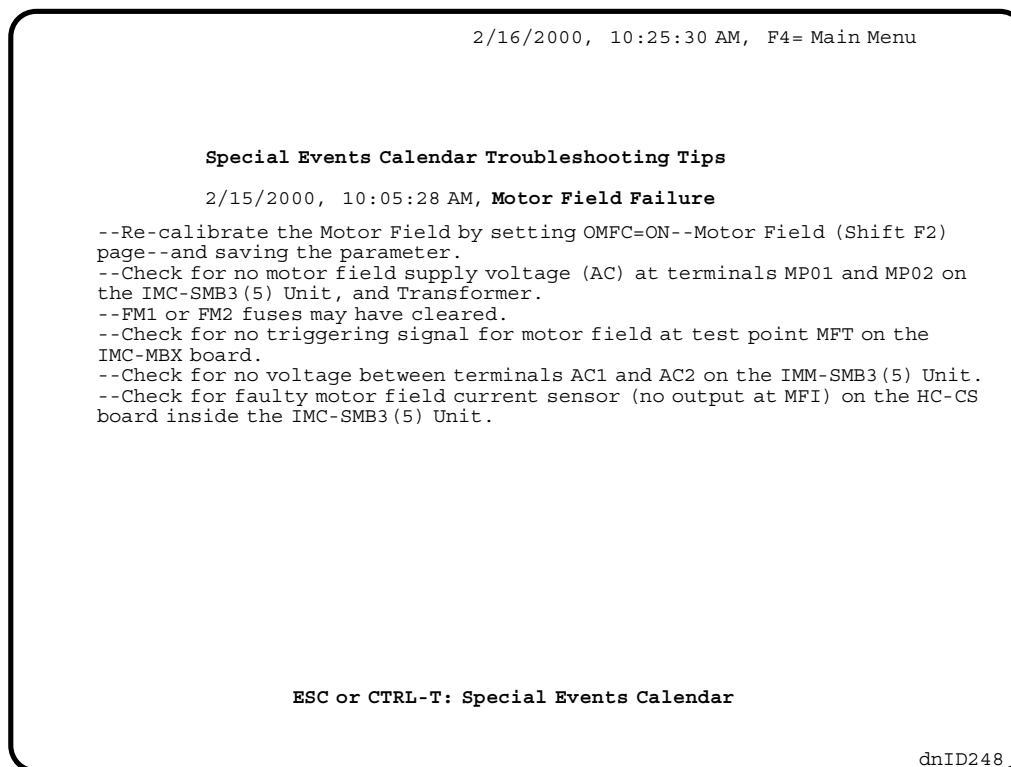 2/16/2000, 10:25:30 AM, F4= Main Menu
Special Events Calendar Troubleshooting Tips
2/15/2000, 10:05:28 AM, Motor Field Failure
--Re-calibrate the Motor Field by setting OMFC=ON--Motor Field (Shift F2)
page--and saving the parameter.
--Check for no motor field supply voltage (AC) at terminals MP01 and MP02 on
the IMC-SMB3(5) Unit, and Transformer.
--FM1 or FM2 fuses may have cleared.
--Check for no triggering signal for motor field at test point MFT on the
IMC-MBX board.
--Check for no voltage between terminals AC1 and AC2 on the IMM-SMB3(5) Unit.
--Check for faulty motor field current sensor (no output at MFI) on the HC-CS
board inside the IMC-SMB3(5) Unit.
ESC or CTRL-T: Special Events Calendar
dnID248